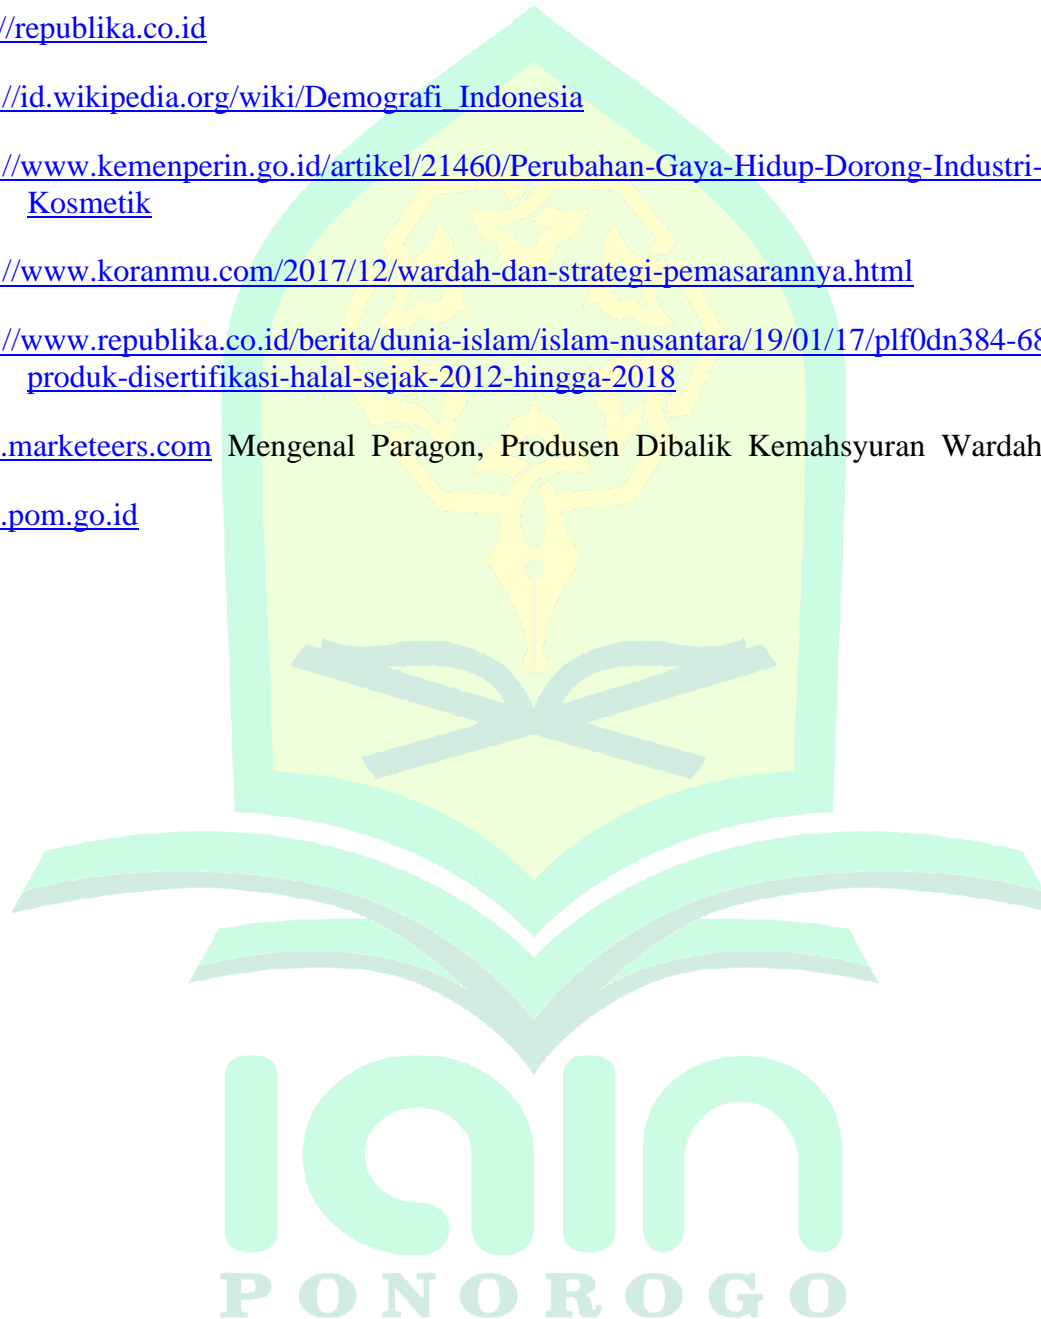 //republika.co.id
//id.wikipedia.org/wiki/Demografi_Indonesia
//www.kemenperin.go.id/artikel/21460/Perubahan-Gaya-Hidup-Dorong-Industri-
Kosmetik
//www.koranmu.com/2017/12/wardah-dan-strategi-pemasarannya.html
//www.republika.co.id/berita/dunia-islam/islam-nusantara/19/01/17/plf0dn384-68
produk-disertifikasi-halal-sejak-2012-hingga-2018
.marketeers.com Mengenal Paragon, Produsen Dibalik Kemahsyuran Wardah
.pom.go.id
iain
PONOROGO